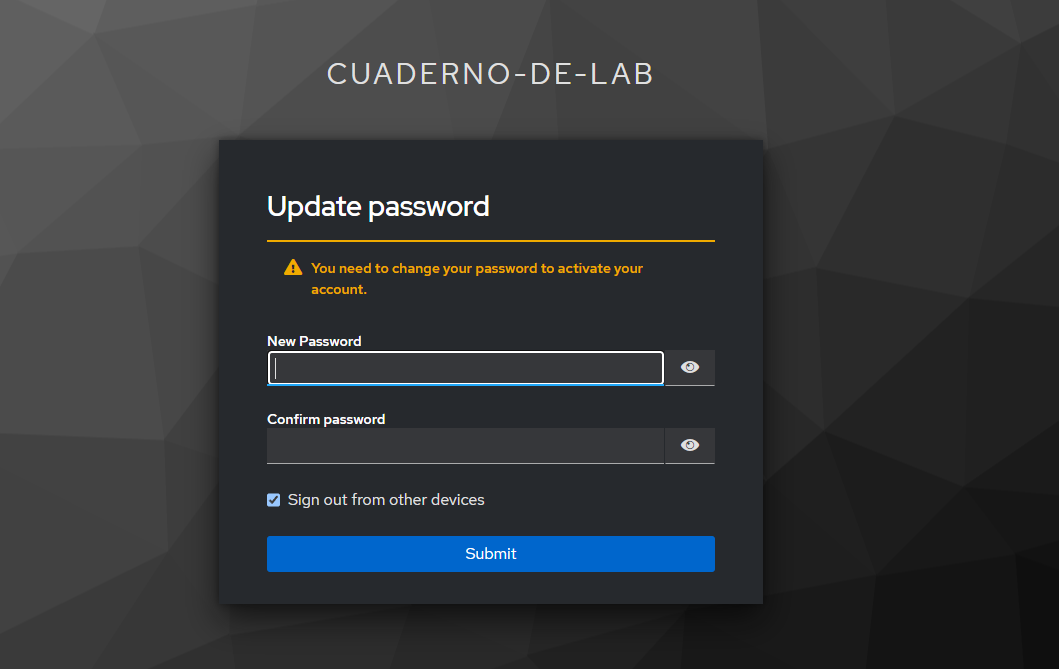 CUADERNO-DE-LAB
Update password
You need to change your password to activate your
account.
New Password
Confirm password
Sign out from other devices
Submit